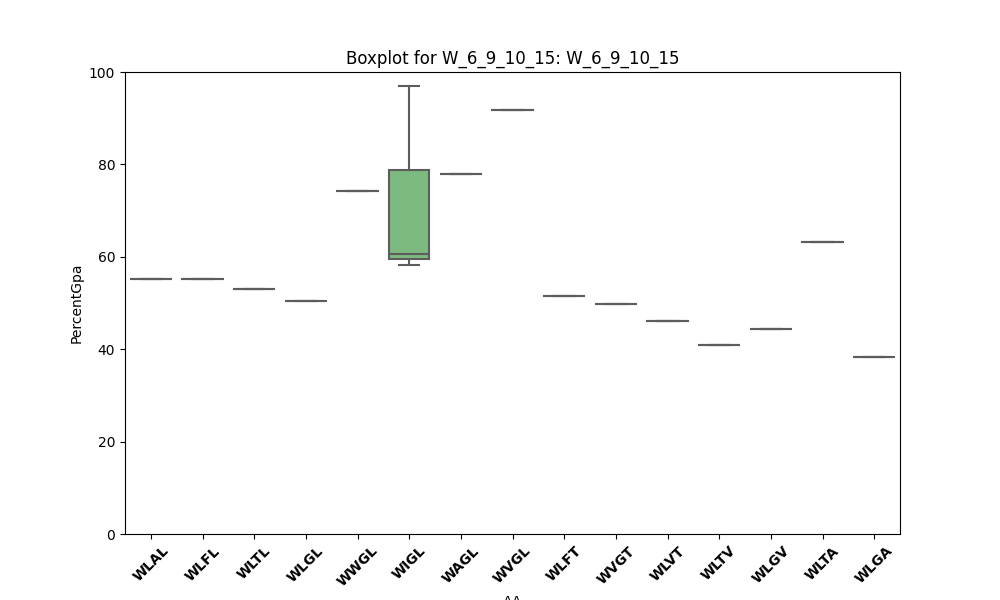 Boxplot for W_6_9_10_15: W_6_9_10_15
100
80
60
40
20
0
PercentGpa
WLAL
WLFL
WLTL
WLGL
WWGL
WIGL
WAGL
WVGL
WLFT
WVGT
WLVT
WLTV
WLGV
WLTA
WLGA